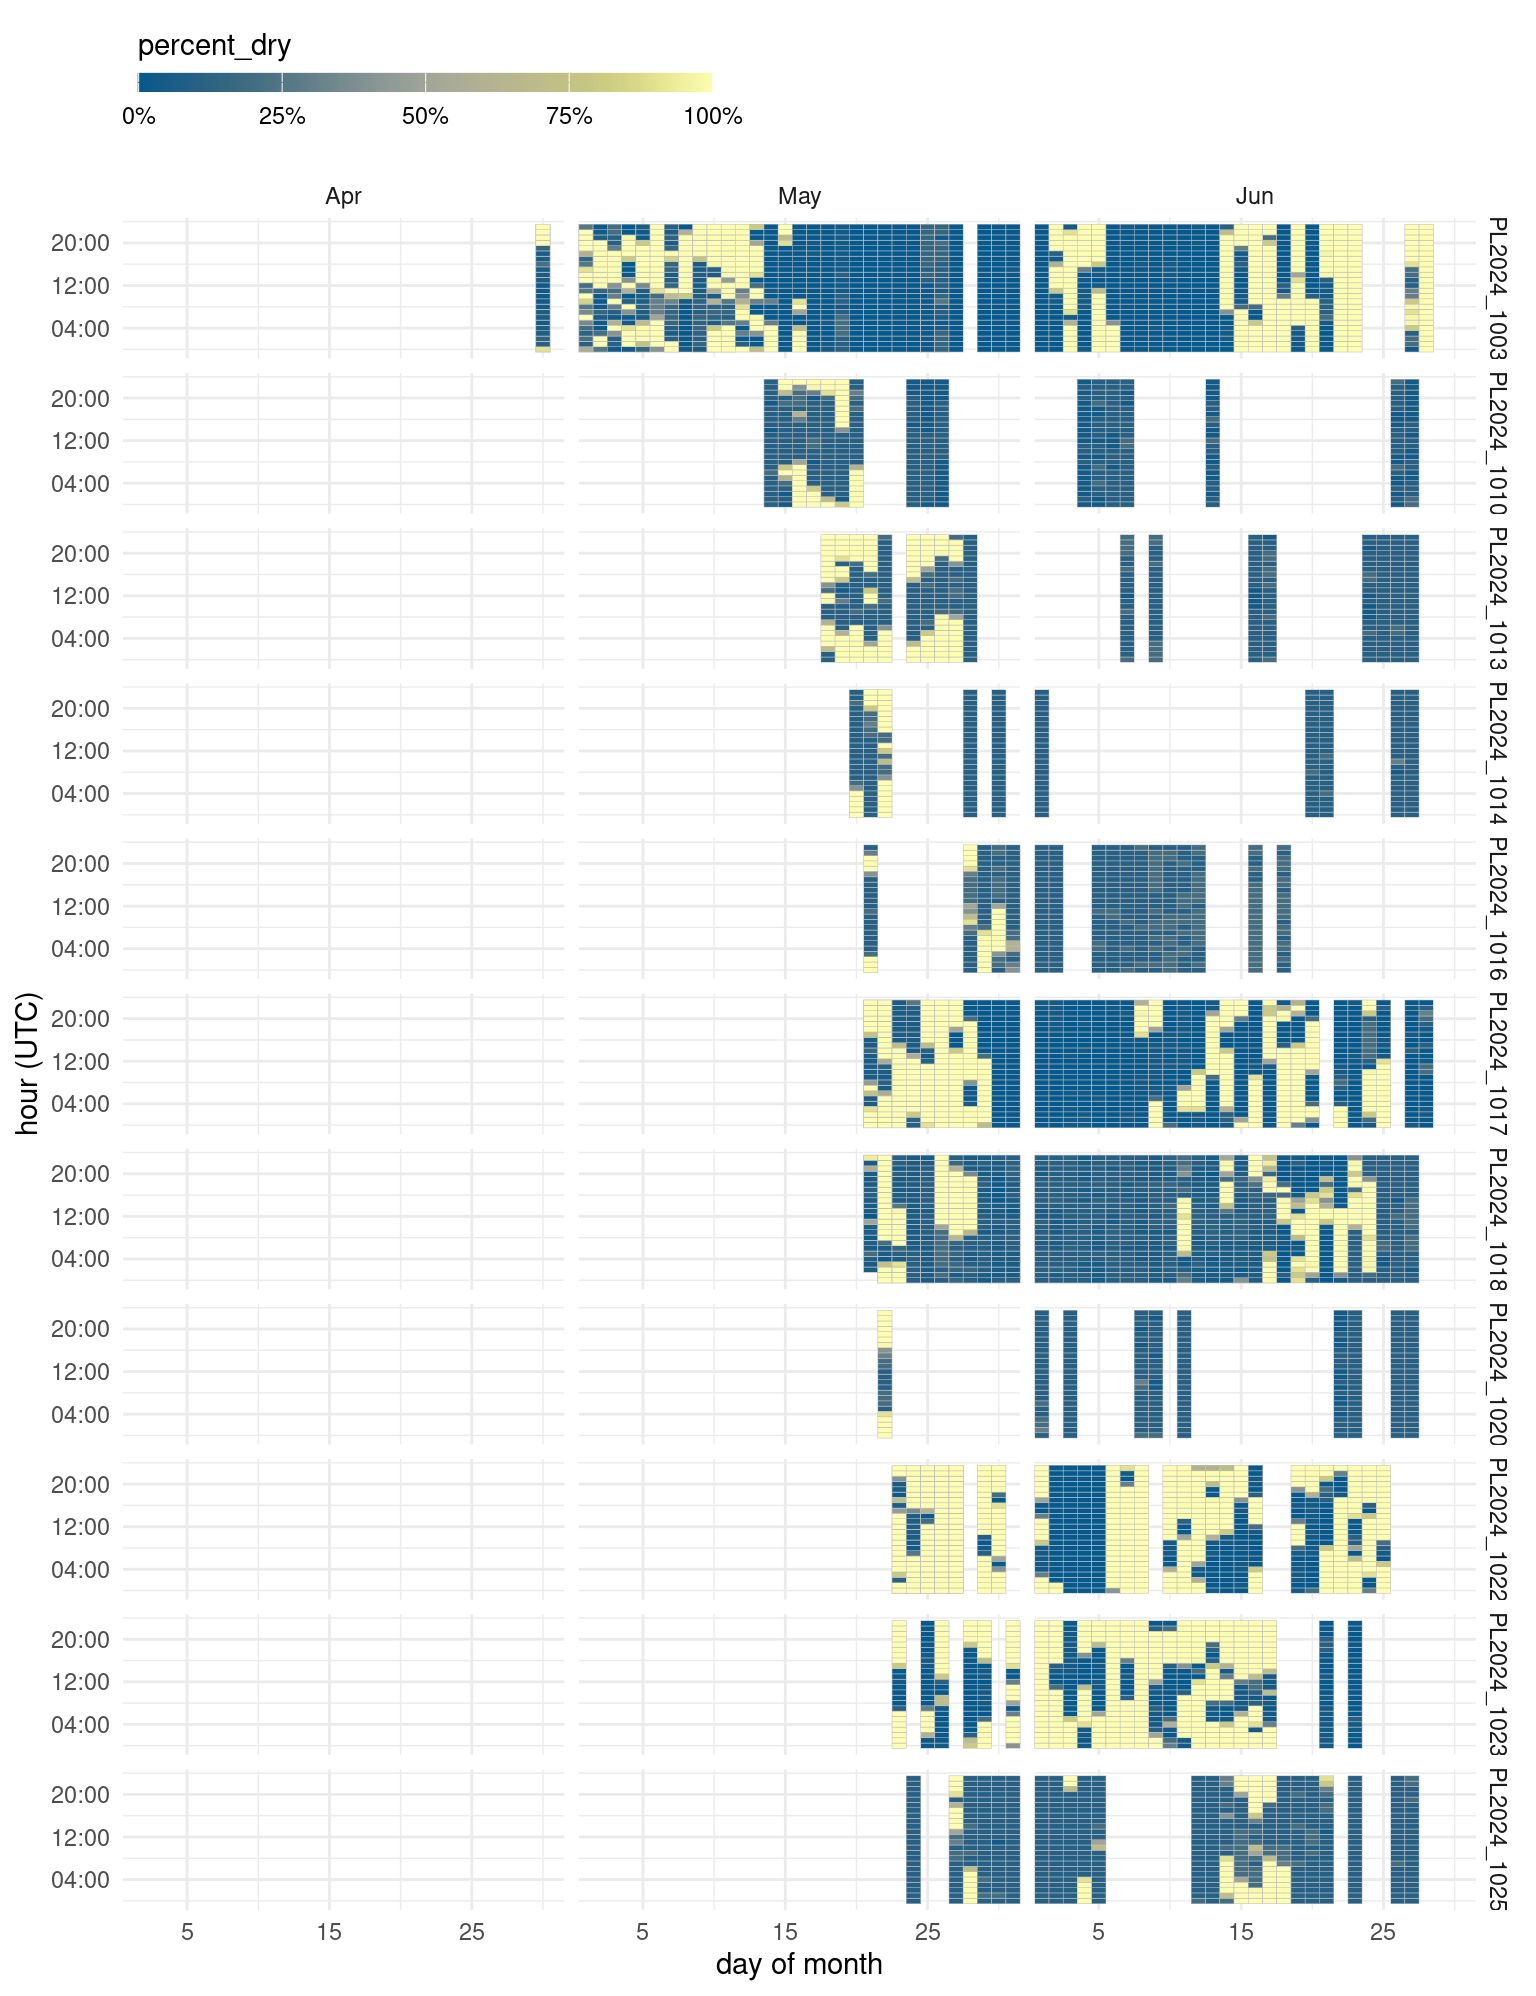 percent_dry
0% 25% 50% 75% 100%
Apr May Jun
20:00
12:00
04:00
PL2024_1003
20:00
12:00
04:00
PL2024_1010
20:00
12:00
04:00
PL2024_1013
20:00
12:00
04:00
PL2024_1014
20:00
12:00
04:00
PL2024_1016
20:00
12:00
04:00
PL2024_1017
20:00
12:00
04:00
PL2024_1018
20:00
12:00
04:00
PL2024_1020
20:00
12:00
04:00
PL2024_1022
20:00
12:00
04:00
PL2024_1023
20:00
12:00
04:00
PL2024_1025
hour (UTC)
5 15 25 5 15 25 5 15 25
day of month